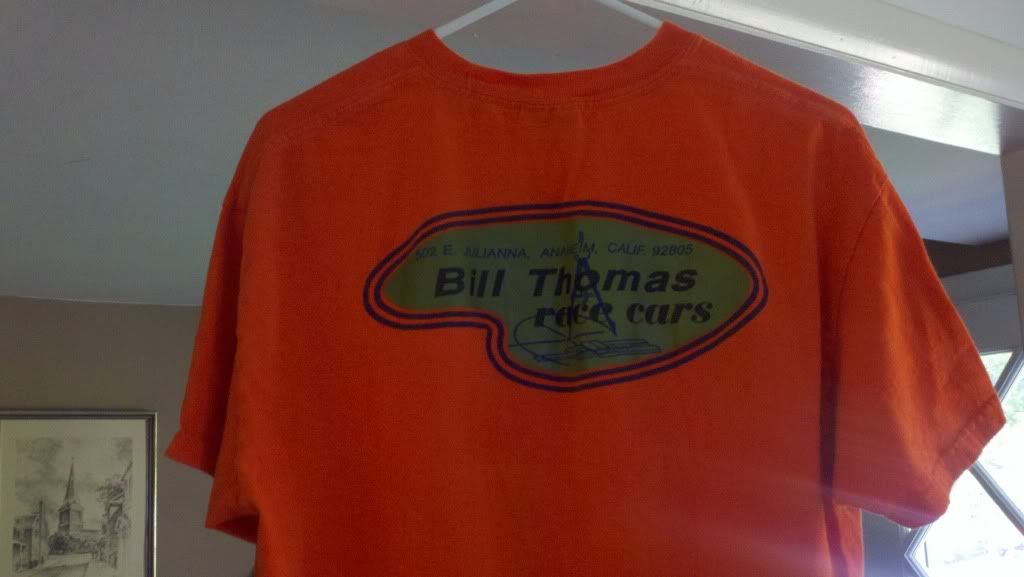 502 E. JULIANNA, ANAHEIM, CALIF. 92805
Bill Thomas
race cars